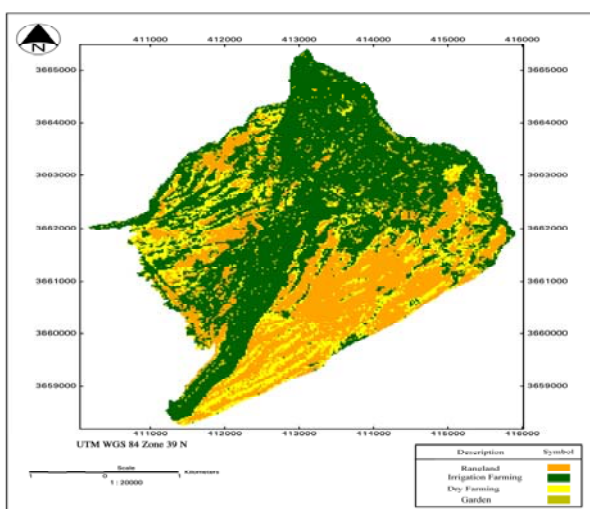 N
411000 412000 413000 414000 415000 416000
3665000 3665000
3664000 3664000
3663000 3663000
3662000 3662000
3661000 3661000
3660000 3660000
3659000 3659000
411000 412000 413000 414000 415000 416000
UTM WGS 84 Zone 39 N
Scale
1 0 1 Kilometers
1 : 20000
Description Symbol
Rangeland
Irrigation Farming
Dry Farming
Garden